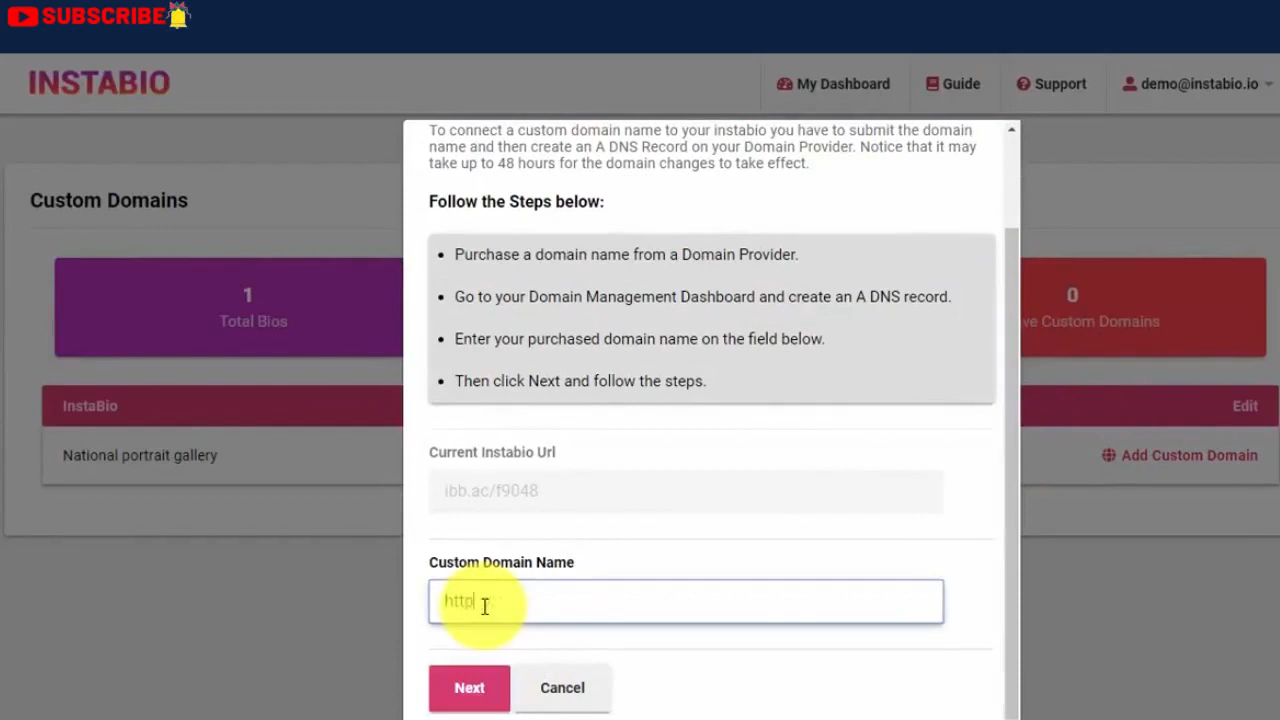 SUBSCRIBE
INSTABIO
My Dashboard
Guide
Support
demo@instabio.io
To connect a custom domain name to your instabio you have to submit the domain
name and then create an A DNS Record on your Domain Provider. Notice that it may
take up to 48 hours for the domain changes to take effect.
Custom Domains
Follow the Steps below:
• Purchase a domain name from a Domain Provider.
• Go to your Domain Management Dashboard and create an A DNS record.
• Enter your purchased domain name on the field below.
• Then click Next and follow the steps.
1
Total Bios
0
ve Custom Domains
InstaBio
Edit
National portrait gallery
Add Custom Domain
Current Instabio Url
ibb.ac/f9048
Custom Domain Name
http
Next
Cancel